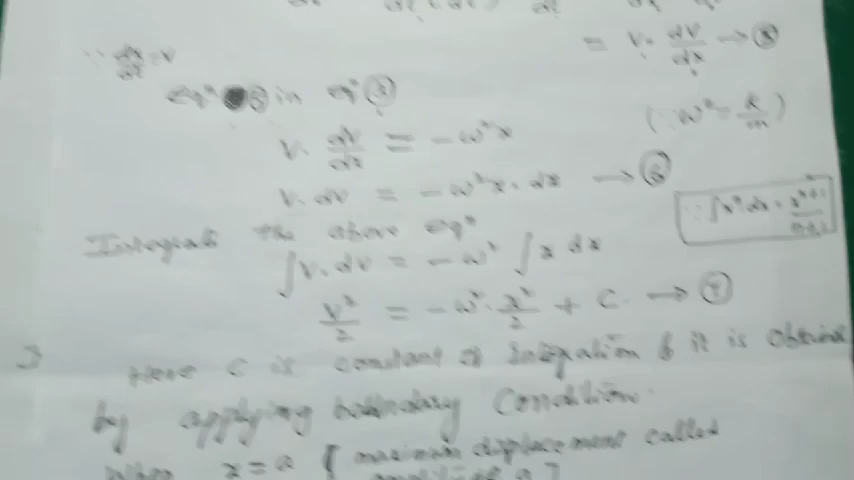 = V. dV/dx → ⑤
∵ dx/dt = V
eqⁿ ⑤ in eqⁿ ③
(∵ ω² = k/m)
V. dV/dx = - ω²x
V. dv = - ω²x. dx → ⑥
∵ ∫xⁿ dx = xⁿ⁺¹/n+1
Integrate the above eqⁿ
∫V. dv = - ω² ∫ x dx
V²/2 = - ω². x²/2 + C. → ⑦
Here C is constant of Integration & it is obtained
by applying boundary Condition.
When x = a [ maximum displacement called
amplitude a ]